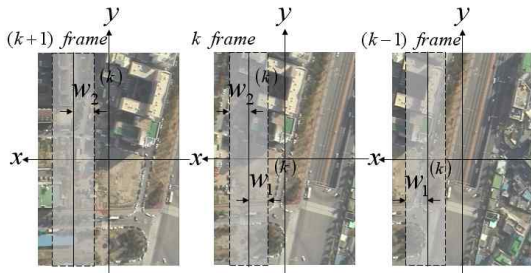 y
y
y
(k+1) frame
k frame
(k−1) frame
w₂⁽ᵏ⁾
w₂⁽ᵏ⁾
x
x
x
w₁⁽ᵏ⁾
w₁⁽ᵏ⁾